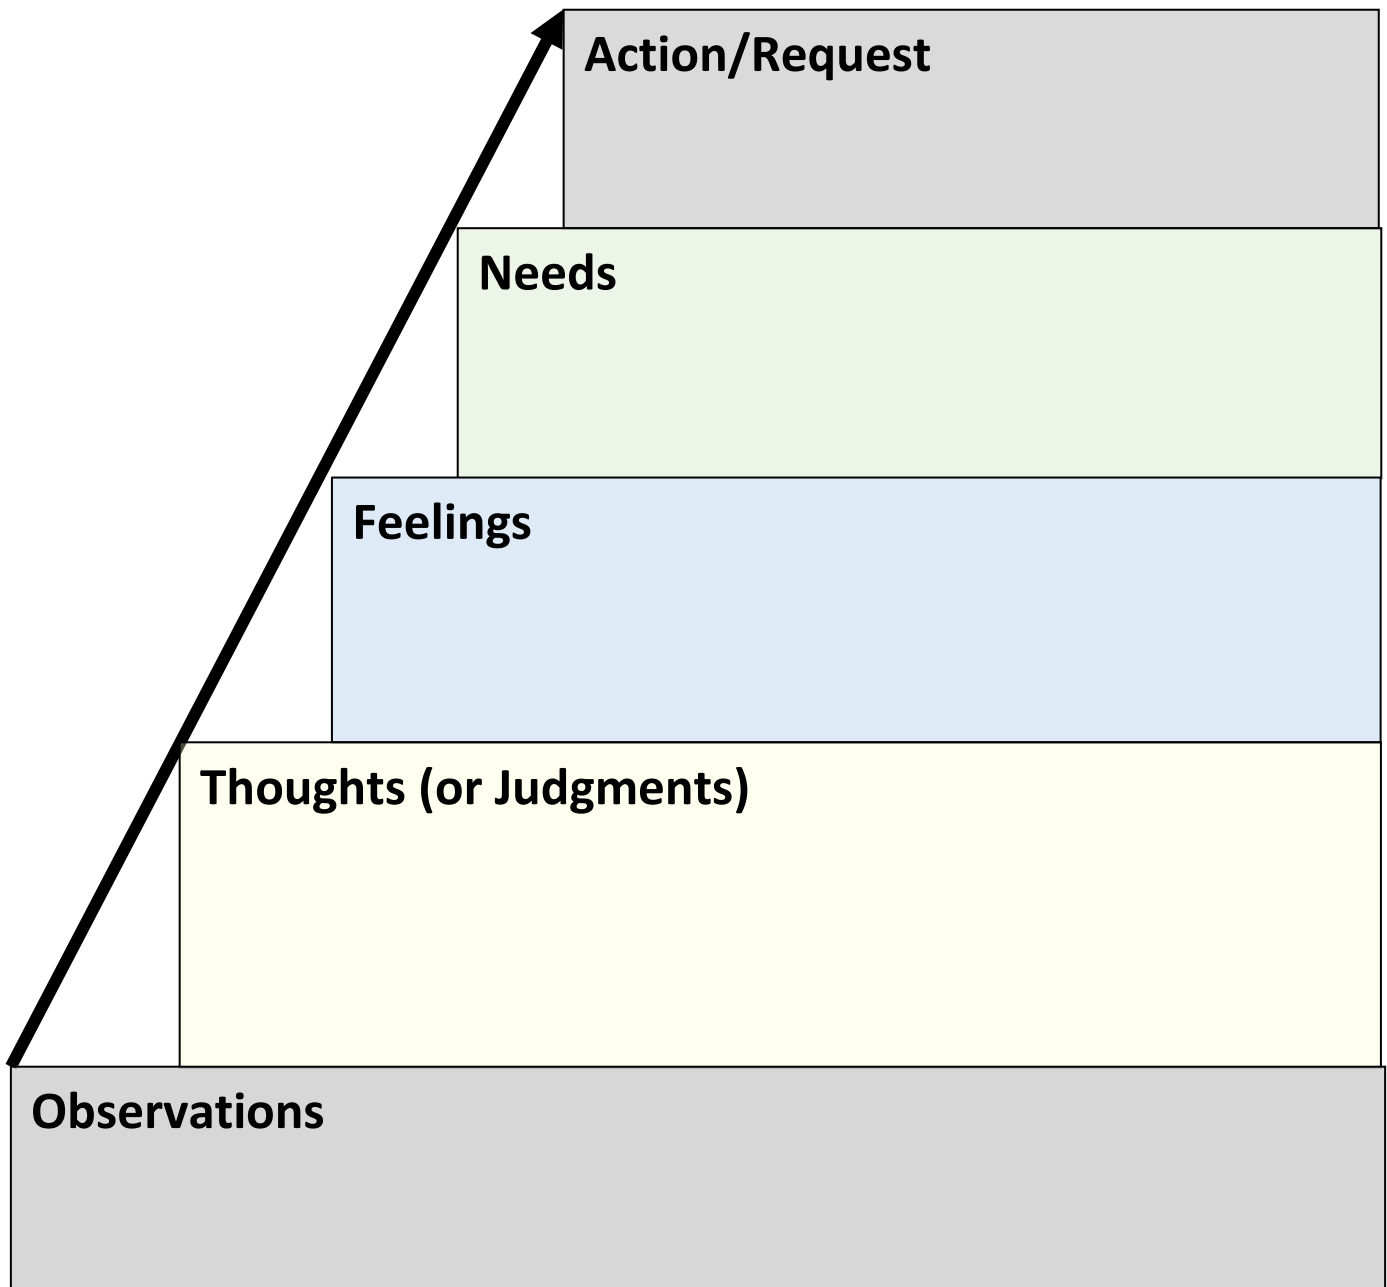 Action/Request
Needs
Feelings
Thoughts (or Judgments)
Observations